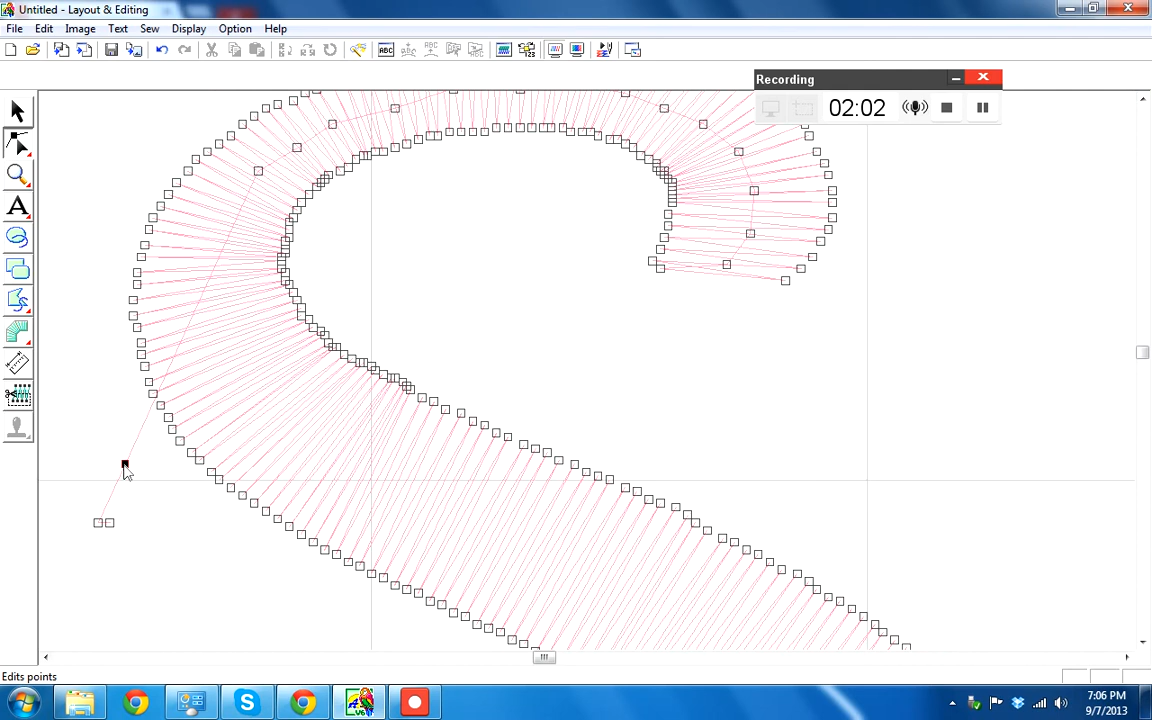 Untitled - Layout & Editing
File Edit Image Text Sew Display Option Help
ABC
Recording
02:02
A
Edits points
7:06 PM
9/7/2013